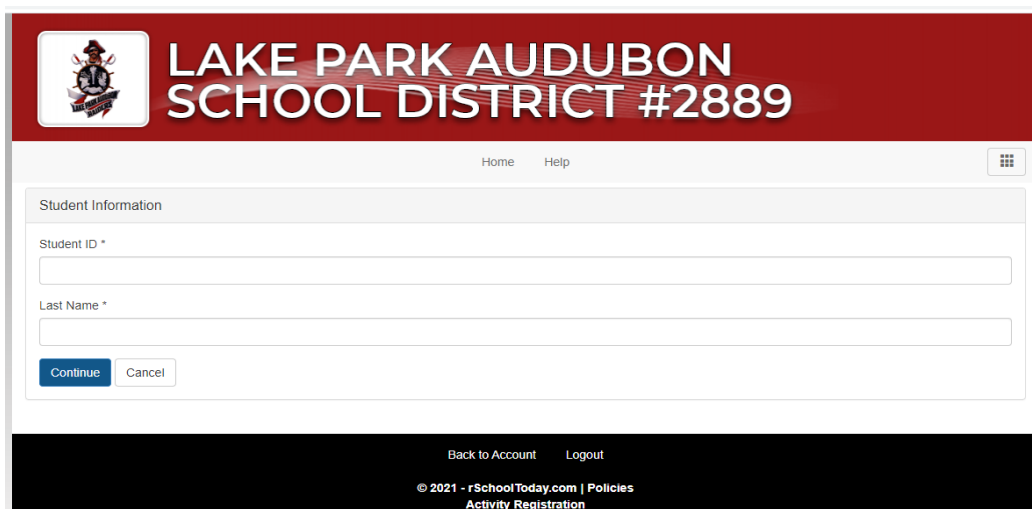 LAKE PARK AUDUBON
SCHOOL DISTRICT #2889
Home Help
Student Information
Student ID *
Last Name *
Continue Cancel
Back to Account Logout
© 2021 - rSchoolToday.com | Policies
Activity Registration